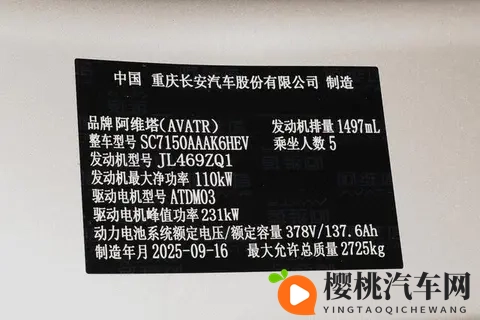 中国 重庆长安汽车股份有限公司 制造
品牌 阿维塔(AVATR) 发动机排量 1497mL
整车型号 SC7150AAAK6HEV 乘坐人数 5
发动机型号 JL469ZQ1
发动机最大净功率 110kW
驱动电机型号 ATDM03
驱动电机峰值功率 231kW
动力电池系统额定电压/额定容量 378V/137.6Ah
制造年月 2025-09-16 最大允许总质量 2725kg
樱桃汽车网
YINGTAOQICHEWANG